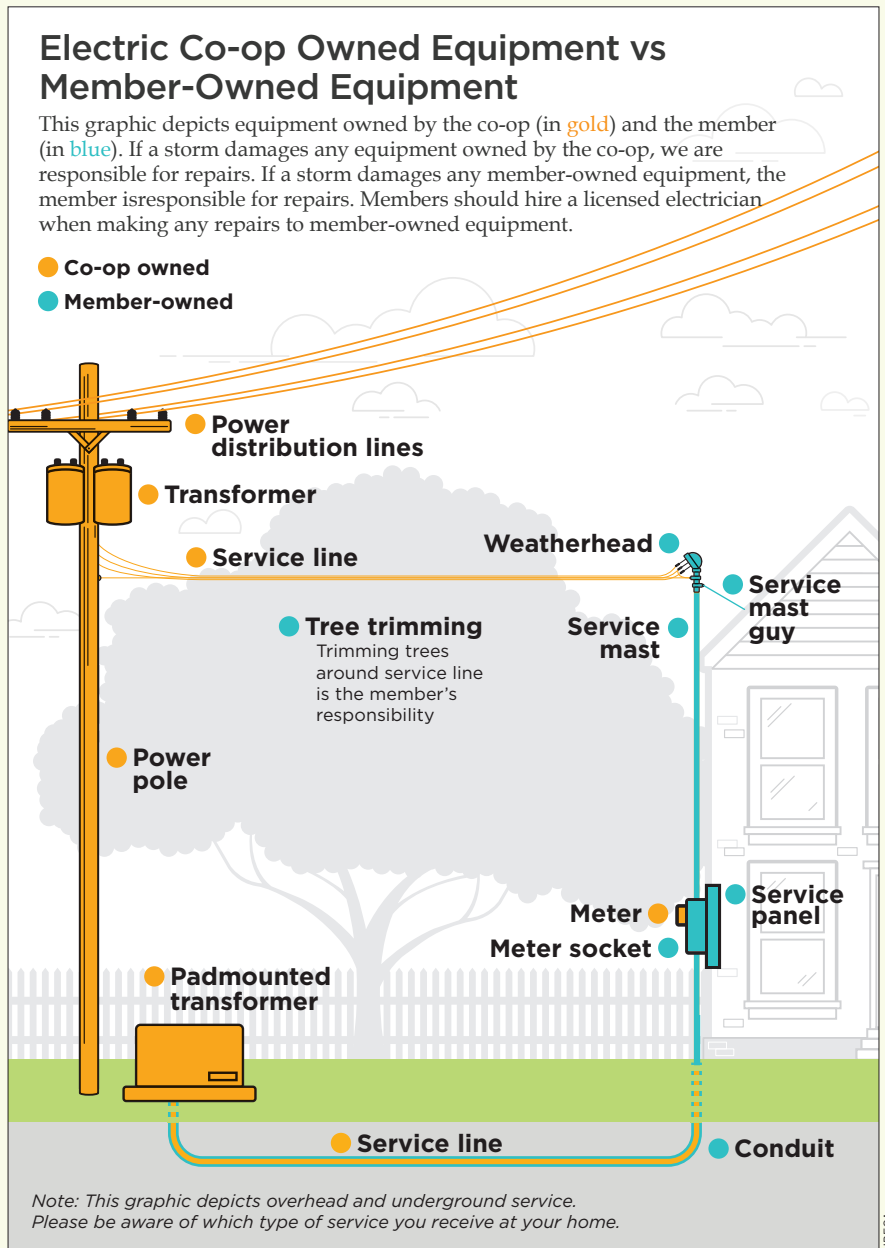 Electric Co-op Owned Equipment vs
Member-Owned Equipment
This graphic depicts equipment owned by the co-op (in gold) and the member
(in blue). If a storm damages any equipment owned by the co-op, we are
responsible for repairs. If a storm damages any member-owned equipment, the
member isresponsible for repairs. Members should hire a licensed electrician
when making any repairs to member-owned equipment.
Co-op owned
Member-owned
Power
distribution lines
Transformer
Service line
Weatherhead
Service
mast
guy
Tree trimming
Trimming trees
around service line
is the member's
responsibility
Service
mast
Power
pole
Service
panel
Meter
Meter socket
Padmounted
transformer
Service line
Conduit
Note: This graphic depicts overhead and underground service.
Please be aware of which type of service you receive at your home.